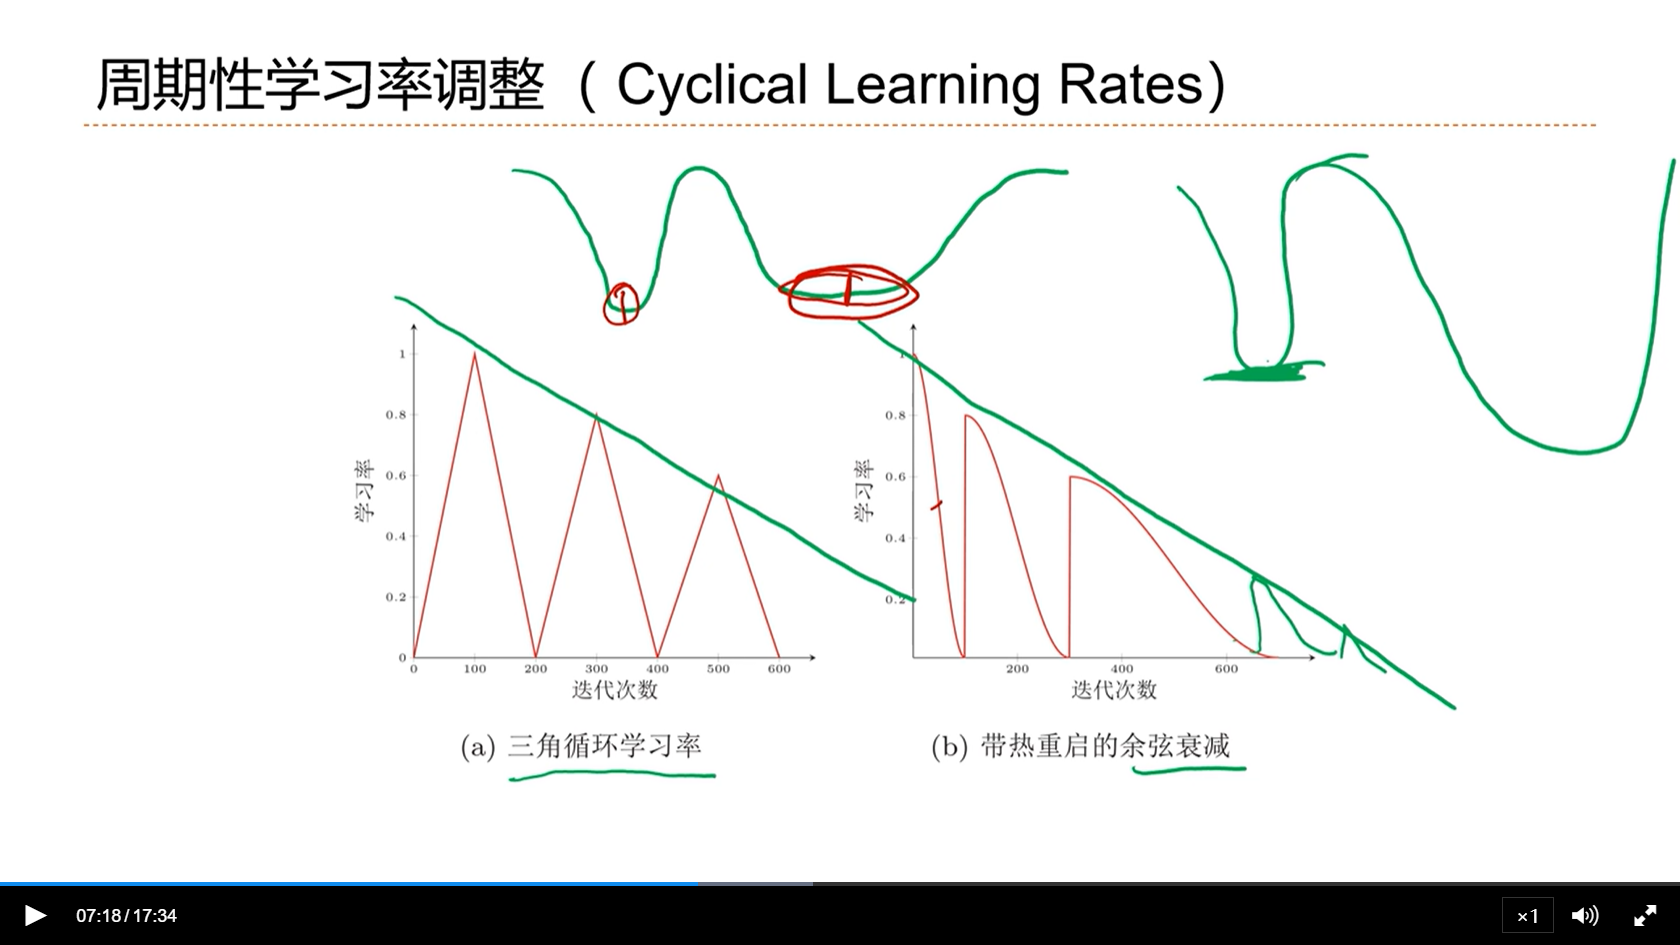 周期性学习率调整（ Cyclical Learning Rates）
1
0.8
0.6
0.4
0.2
0
0 100 200 300 400 500 600
学习率
迭代次数
(a) 三角循环学习率
1
0.8
0.6
0.4
0.2
200 400 600
学习率
迭代次数
(b) 带热重启的余弦衰减
07:18/17:34
×1